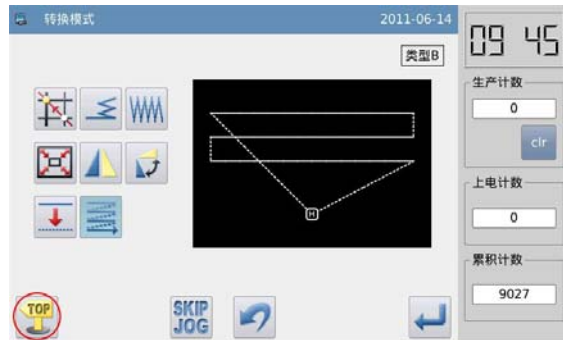 转换模式
2011-06-14
09 45
类型B
生产计数
0
clr
上电计数
0
累积计数
9027
H
TOP
SKIP
JOG